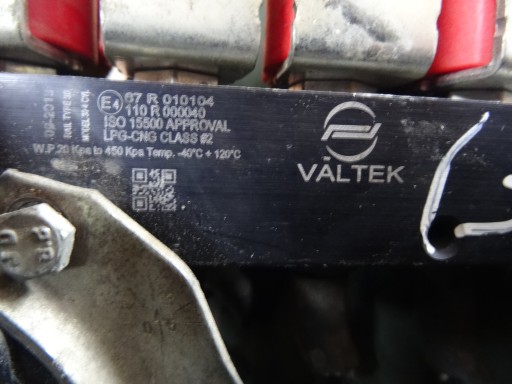 E4 67 R 010104
110 R 000040
ISO 15500 APPROVAL
LPG-CNG CLASS #2
W.P.20 Kpa to 450 Kpa Temp. -40°C + 120°C
VALTEK